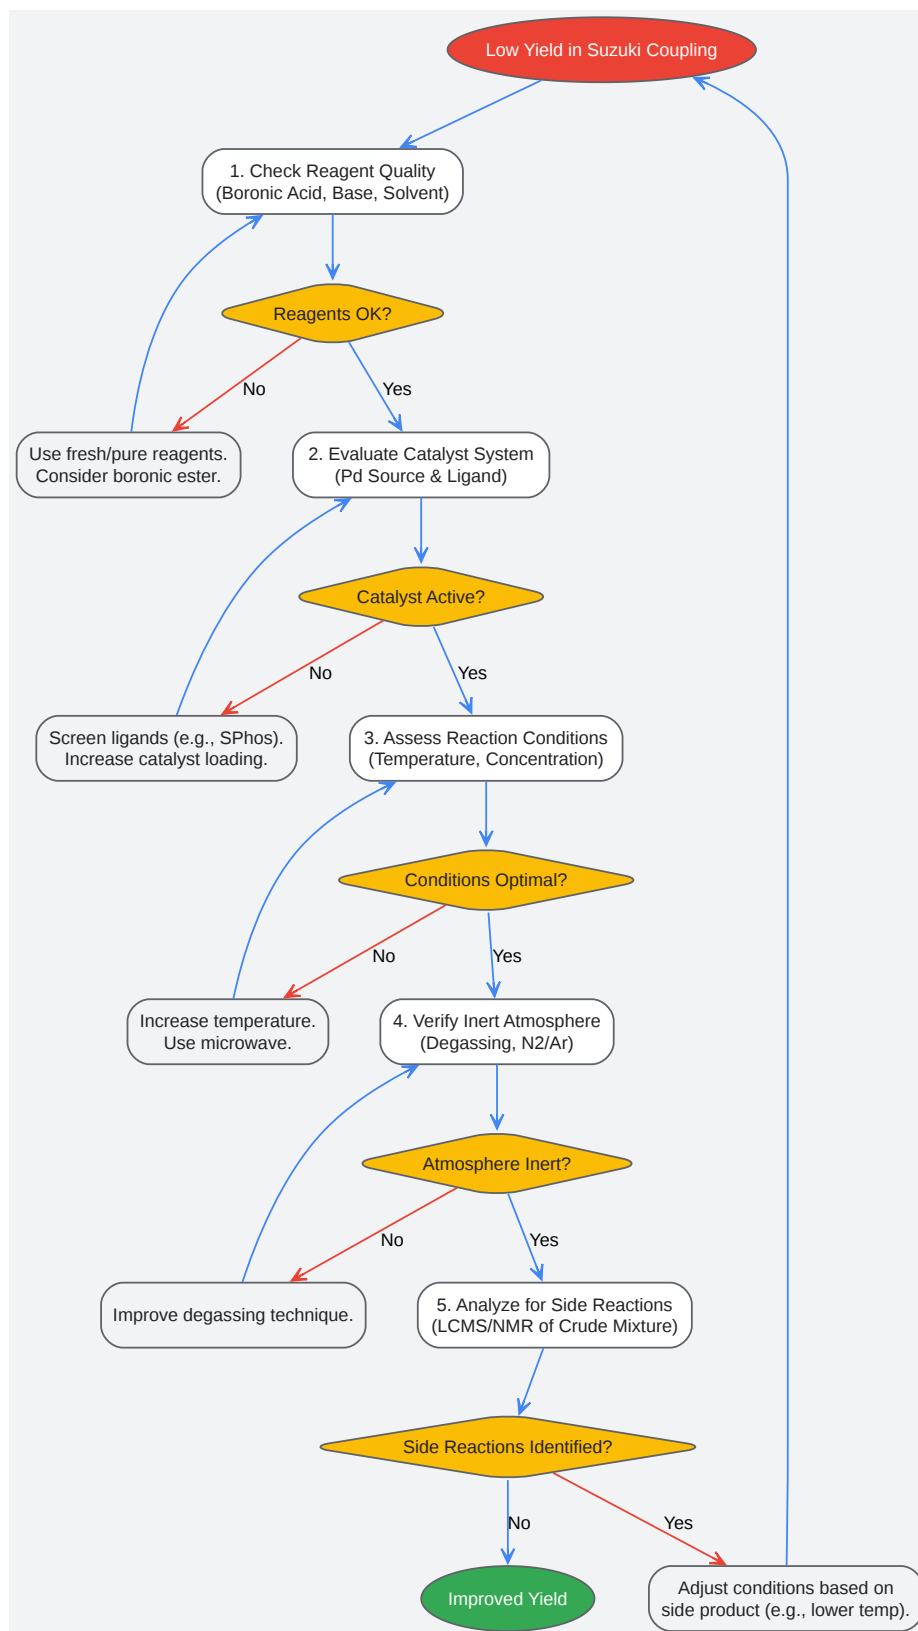 Low Yield in Suzuki Coupling
1. Check Reagent Quality
(Boronic Acid, Base, Solvent)
Reagents OK?
No
Yes
Use fresh/pure reagents.
Consider boronic ester.
2. Evaluate Catalyst System
(Pd Source & Ligand)
Catalyst Active?
No
Yes
Screen ligands (e.g., SPhos).
Increase catalyst loading.
3. Assess Reaction Conditions
(Temperature, Concentration)
Conditions Optimal?
No
Yes
Increase temperature.
Use microwave.
4. Verify Inert Atmosphere
(Degassing, N2/Ar)
Atmosphere Inert?
No
Yes
Improve degassing technique.
5. Analyze for Side Reactions
(LCMS/NMR of Crude Mixture)
Side Reactions Identified?
No
Yes
Improved Yield
Adjust conditions based on
side product (e.g., lower temp).